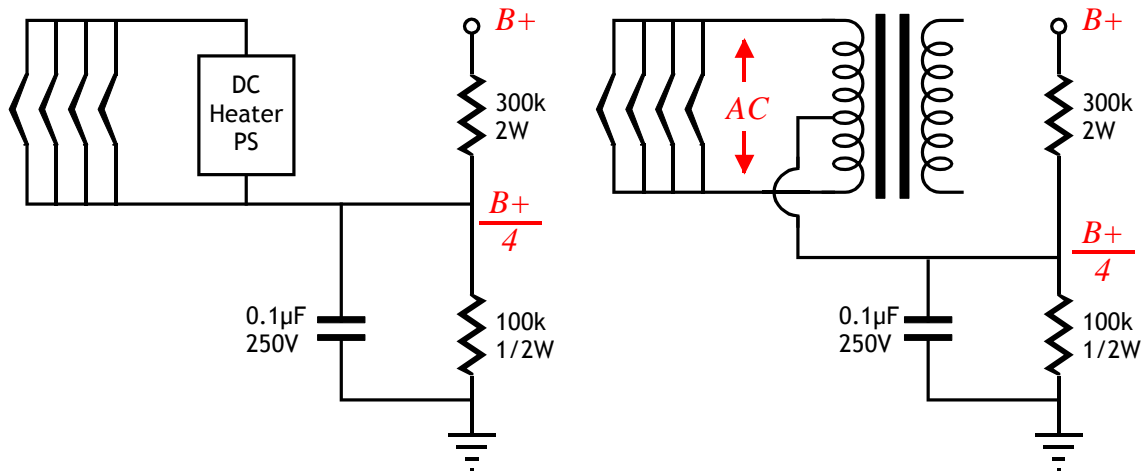 B+
DC
Heater
PS
300k
2W
B+
4
0.1µF
250V
100k
1/2W
B+
AC
300k
2W
B+
4
0.1µF
250V
100k
1/2W